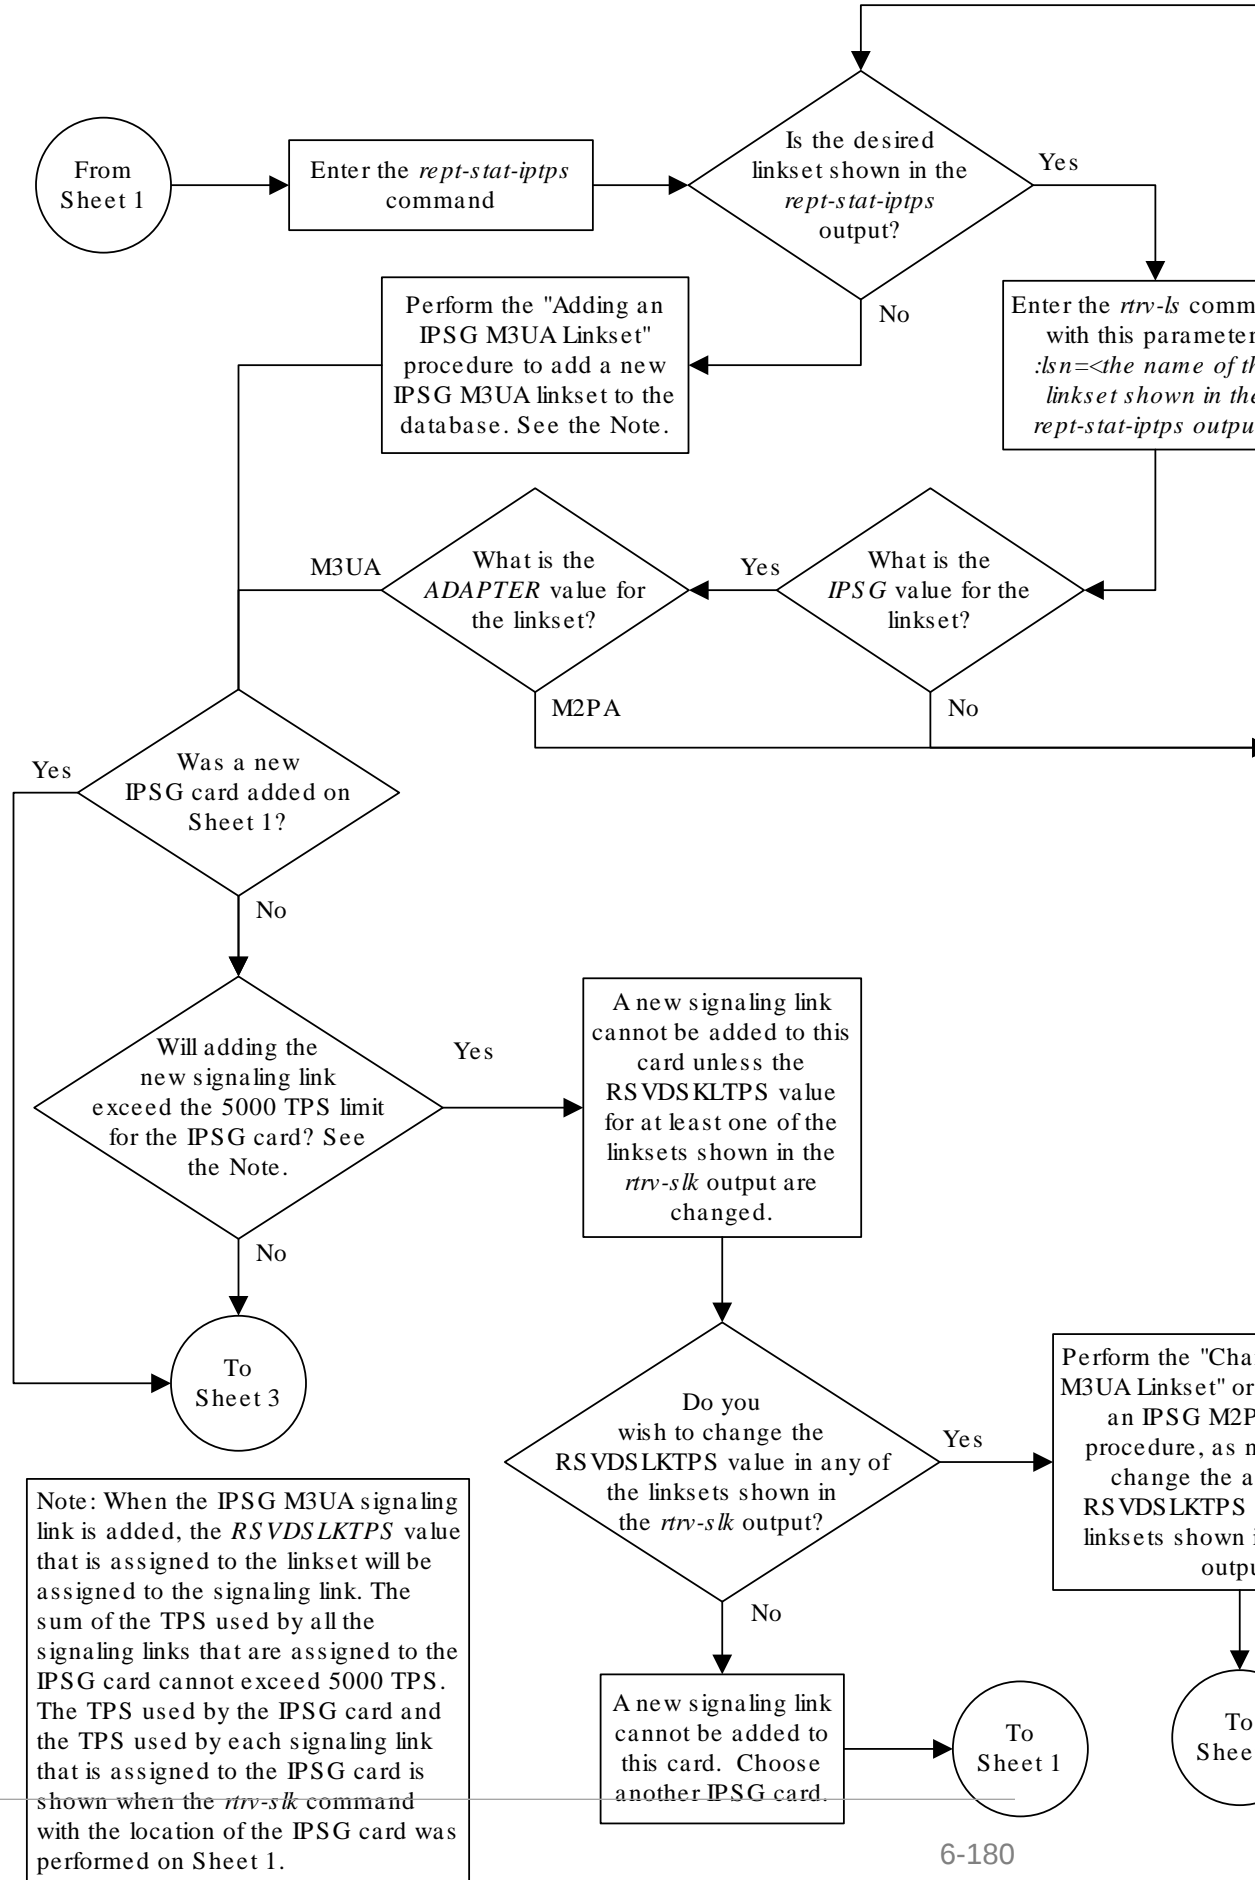 From
Sheet 1
Enter the rept-stat-iptps
command
Is the desired
linkset shown in the
rept-stat-iptps
output?
Yes
No
Perform the "Adding an
IPSG M3UA Linkset"
procedure to add a new
IPSG M3UA linkset to the
database. See the Note.
Enter the rtrv-ls comm
with this parameter
:lsn=<the name of th
linkset shown in the
rept-stat-iptps outpu
What is the
IPSG value for the
linkset?
Yes
No
What is the
ADAPTER value for
the linkset?
M3UA
M2PA
Was a new
IPSG card added on
Sheet 1?
Yes
No
Will adding the
new signaling link
exceed the 5000 TPS limit
for the IPSG card? See
the Note.
Yes
No
A new signaling link
cannot be added to this
card unless the
RSVDSKLTPS value
for at least one of the
linksets shown in the
rtrv-slk output are
changed.
To
Sheet 3
Do you
wish to change the
RSVDSLKTPS value in any of
the linksets shown in
the rtrv-slk output?
Yes
No
Perform the "Cha
M3UA Linkset" or
an IPSG M2P
procedure, as n
change the a
RSVDSLKTPS
linksets shown i
outpu
A new signaling link
cannot be added to
this card. Choose
another IPSG card.
To
Sheet 1
To
Shee
Note: When the IPSG M3UA signaling
link is added, the RSVDSLKTPS value
that is assigned to the linkset will be
assigned to the signaling link. The
sum of the TPS used by all the
signaling links that are assigned to the
IPSG card cannot exceed 5000 TPS.
The TPS used by the IPSG card and
the TPS used by each signaling link
that is assigned to the IPSG card is
shown when the rtrv-slk command
with the location of the IPSG card was
performed on Sheet 1.
6-180